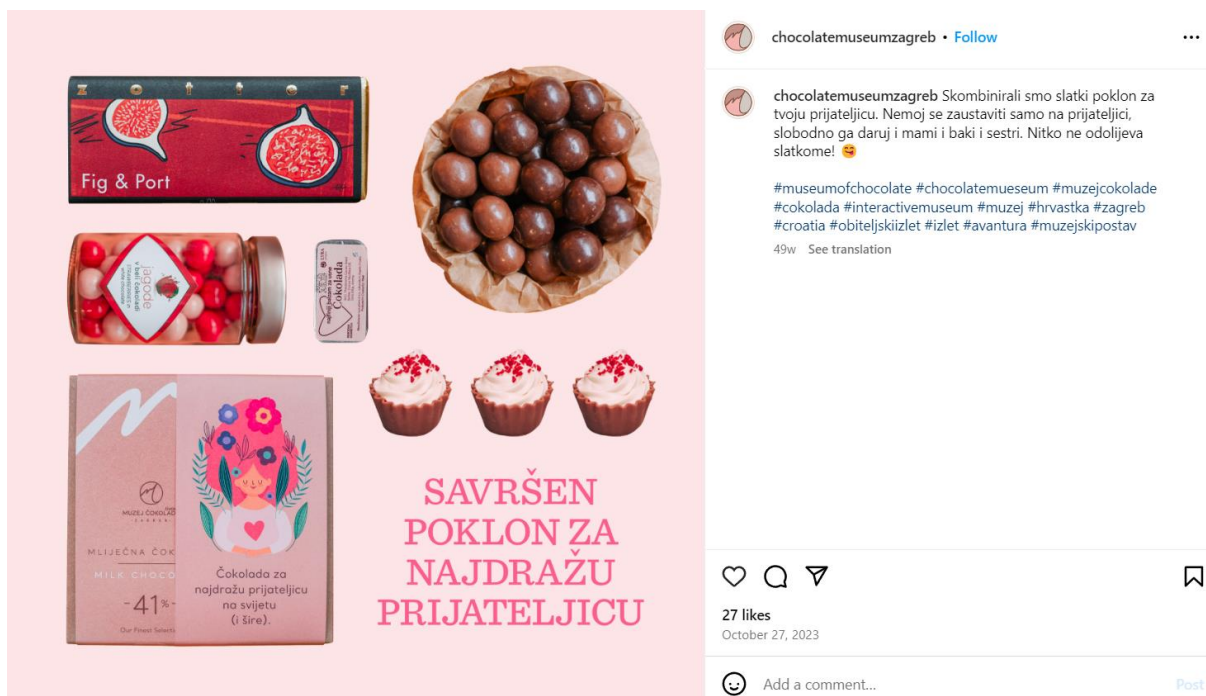 zotter
Fig & Port
jagode
v beli čokoladi
Čokolada
MUZEJ ČOKOLAD
ZAGREB
MLIJEČNA ČOK
MILK CHOCO
-41%-
Our Finest Selecti
Čokolada za
najdražu prijateljicu
na svijetu
(i šire).
SAVRŠEN
POKLON ZA
NAJDRAŽU
PRIJATELJICU
chocolatemuseumzagreb • Follow
chocolatemuseumzagreb Skombinirali smo slatki poklon za
tvoju prijateljicu. Nemoj se zaustaviti samo na prijateljici,
slobodno ga daruj i mami i baki i sestri. Nitko ne odolijeva
slatkome! 😋
#museumofchocolate #chocolatemueseum #muzejcokolade
#cokolada #interactivemuseum #muzej #hrvastka #zagreb
#croatia #obiteljskiizlet #izlet #avantura #muzejskipostav
49w See translation
27 likes
October 27, 2023
Add a comment...
Post